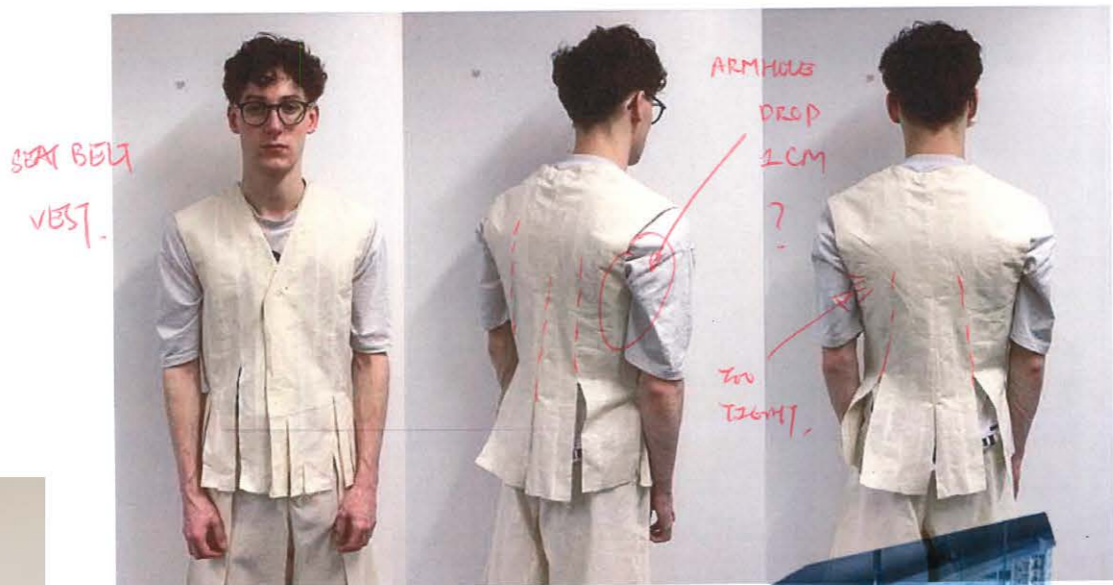 SEAT BELT
VEST.
ARMHOLE
DROP
1CM
?
TOO
TIGHT.